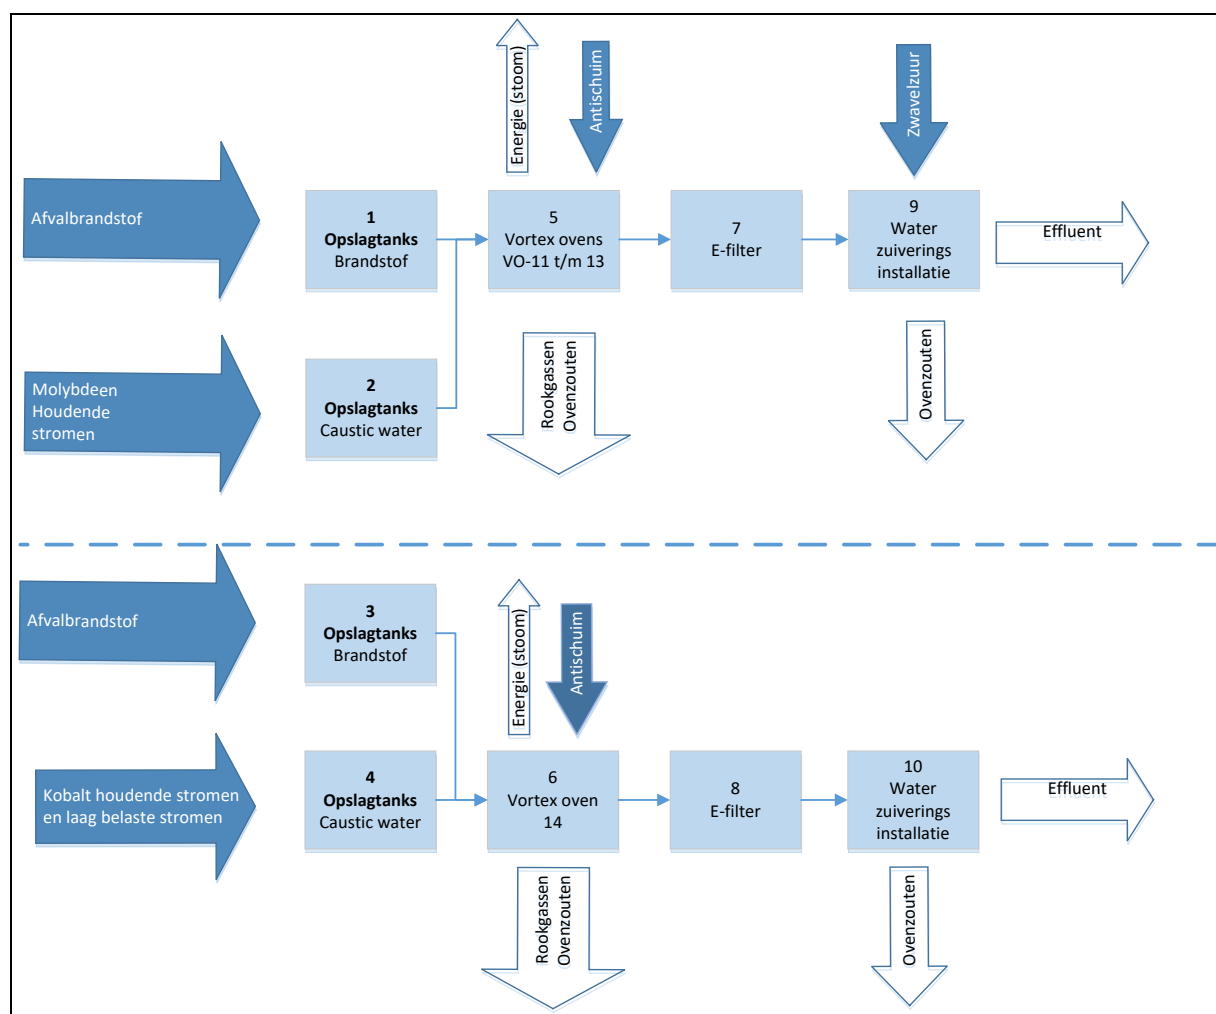 Energie (stoom)
Antischuim
Zwavelzuur
Afvalbrandstof
1
Opslagtanks
Brandstof
5
Vortex ovens
VO-11 t/m 13
7
E-filter
9
Water
zuiverings
installatie
Effluent
Molybdeen
Houdende
stromen
2
Opslagtanks
Caustic water
Rookgassen
Ovenzouten
Ovenzouten
Afvalbrandstof
3
Opslagtanks
Brandstof
Energie (stoom)
Antischuim
Kobalt houdende stromen
en laag belaste stromen
4
Opslagtanks
Caustic water
6
Vortex oven
14
8
E-filter
10
Water
zuiverings
installatie
Effluent
Rookgassen
Ovenzouten
Ovenzouten